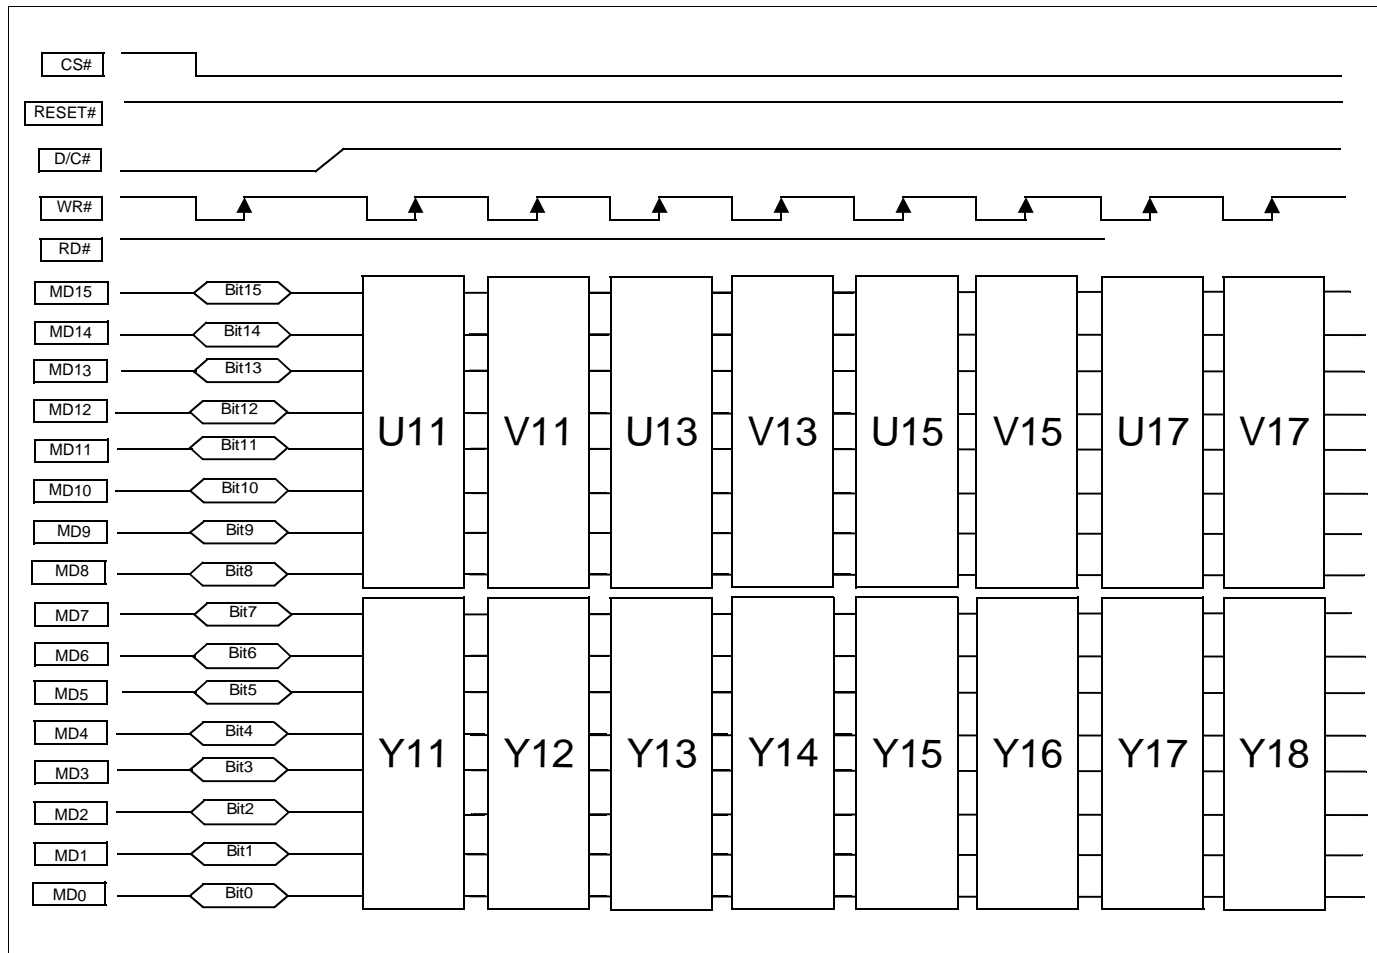 CS#
RESET#
D/C#
WR#
RD#
MD15 Bit15
MD14 Bit14
MD13 Bit13
MD12 Bit12
MD11 Bit11
MD10 Bit10
MD9 Bit9
MD8 Bit8
U11 V11 U13 V13 U15 V15 U17 V17
MD7 Bit7
MD6 Bit6
MD5 Bit5
MD4 Bit4
MD3 Bit3
MD2 Bit2
MD1 Bit1
MD0 Bit0
Y11 Y12 Y13 Y14 Y15 Y16 Y17 Y18